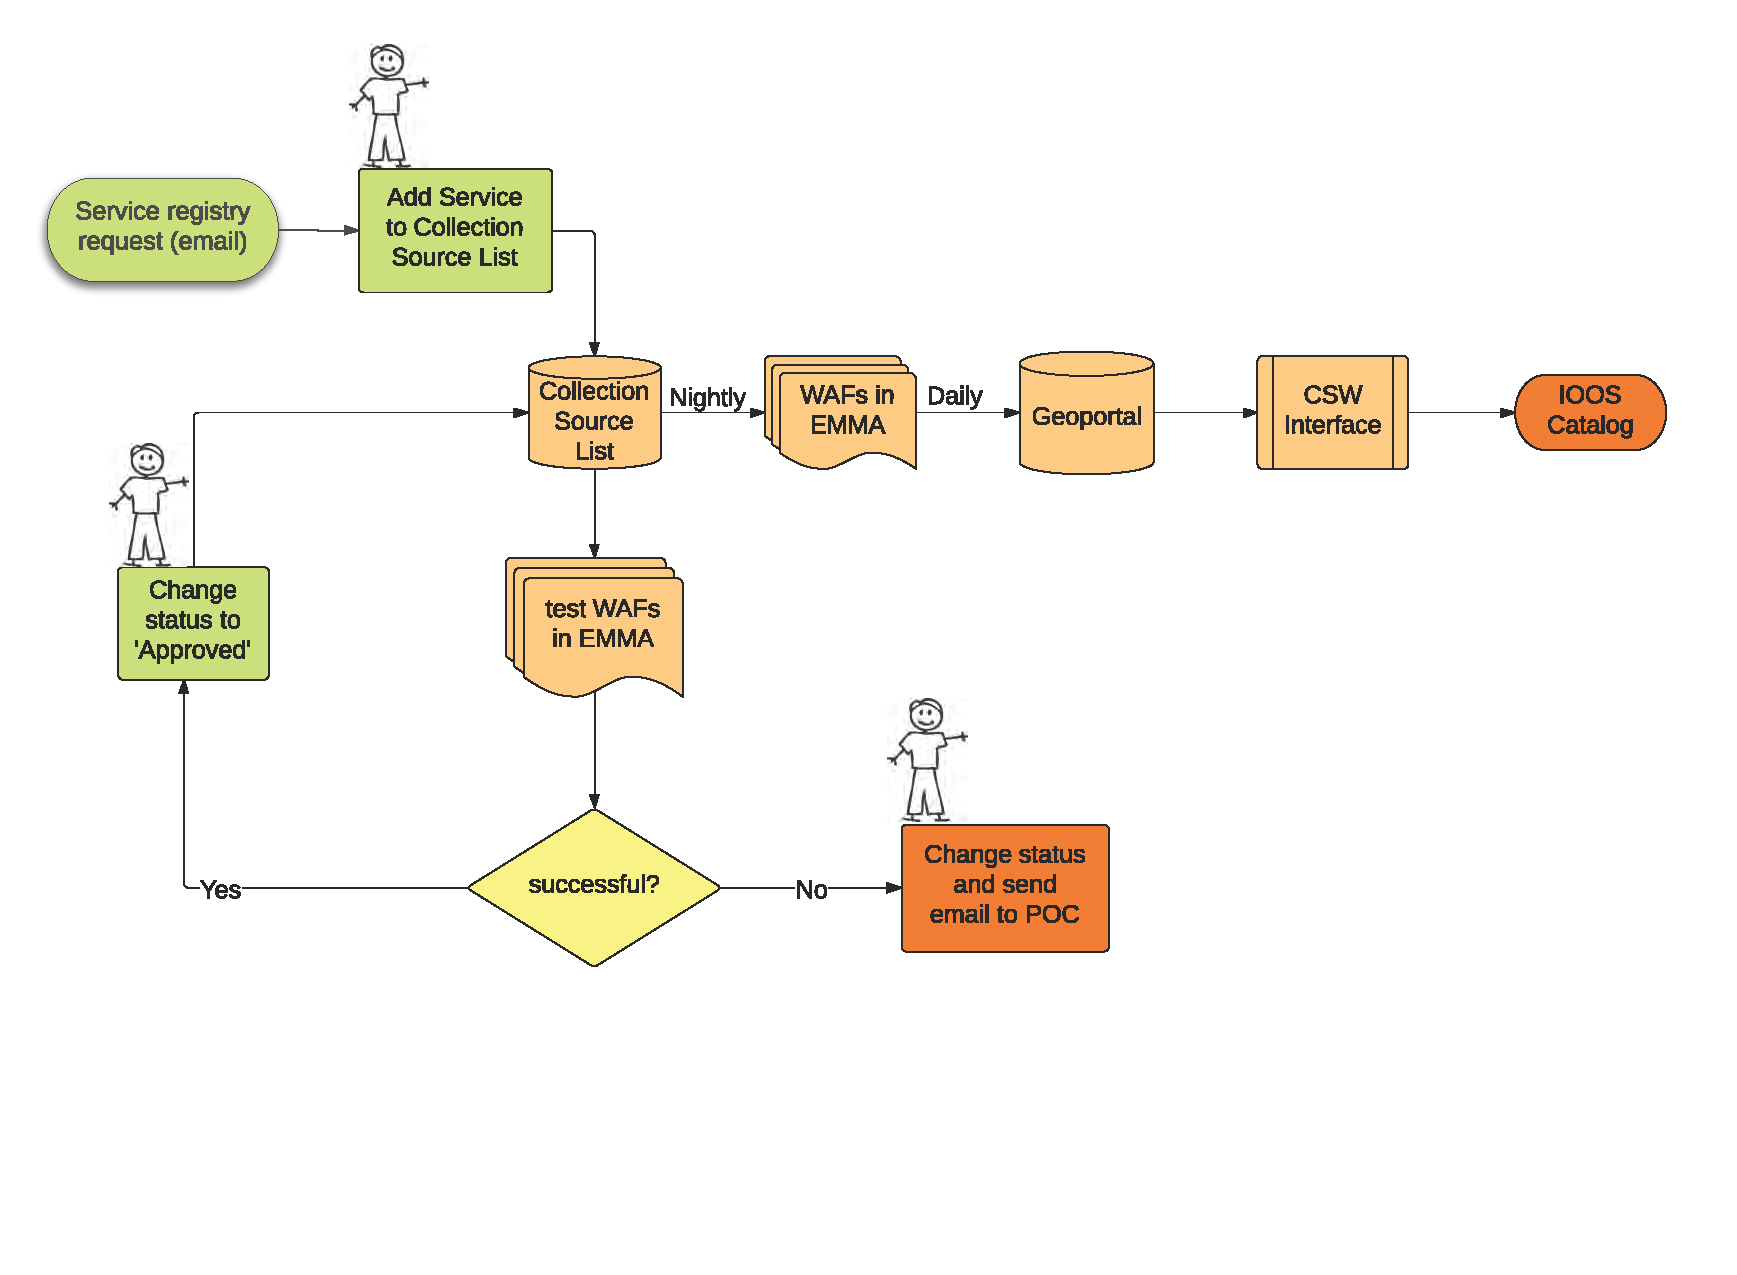 Service registry
request (email)
Add Service
to Collection
Source List
Collection
Source
List
Nightly
WAFs in
EMMA
Daily
Geoportal
CSW
Interface
IOOS
Catalog
Change
status to
'Approved'
test WAFs
in EMMA
successful?
Yes
No
Change status
and send
email to POC